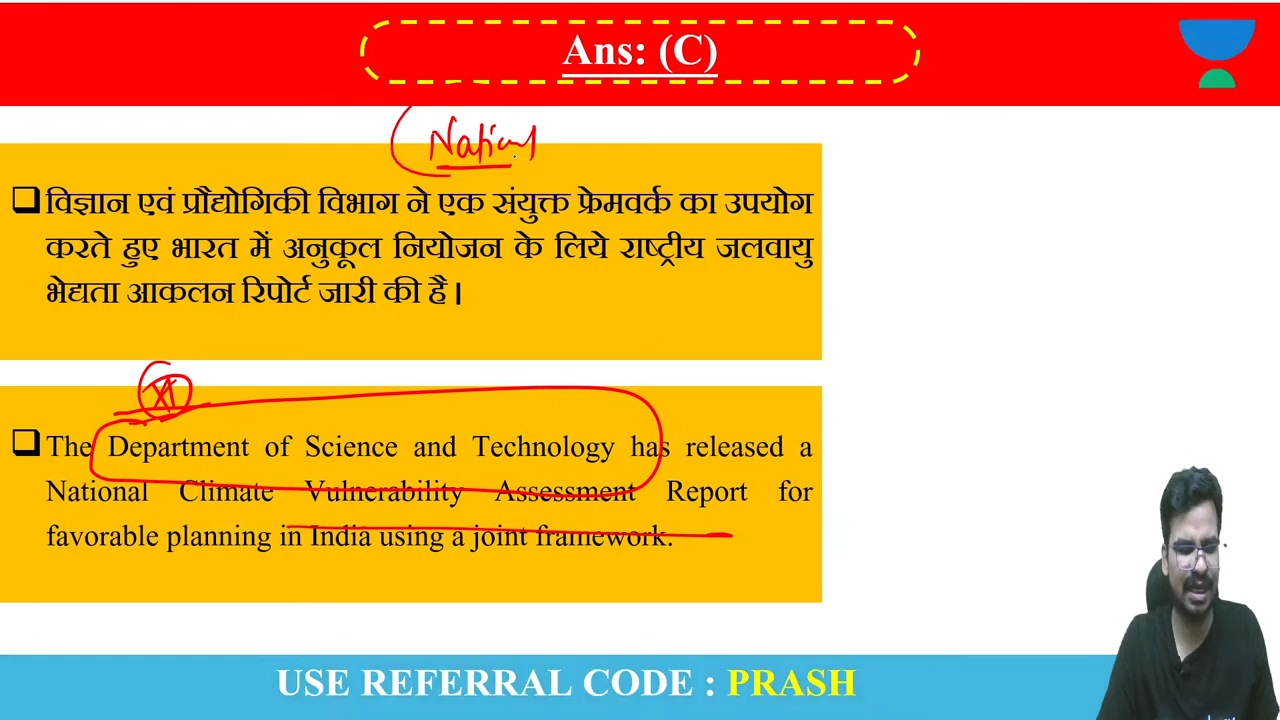 Ans: (C)
National
विज्ञान एवं प्रौद्योगिकी विभाग ने एक संयुक्त फ्रेमवर्क का उपयोग
करते हुए भारत में अनुकूल नियोजन के लिये राष्ट्रीय जलवायु
भेद्यता आकलन रिपोर्ट जारी की है।
The Department of Science and Technology has released a
National Climate Vulnerability Assessment Report for
favorable planning in India using a joint framework.
USE REFERRAL CODE : PRASH